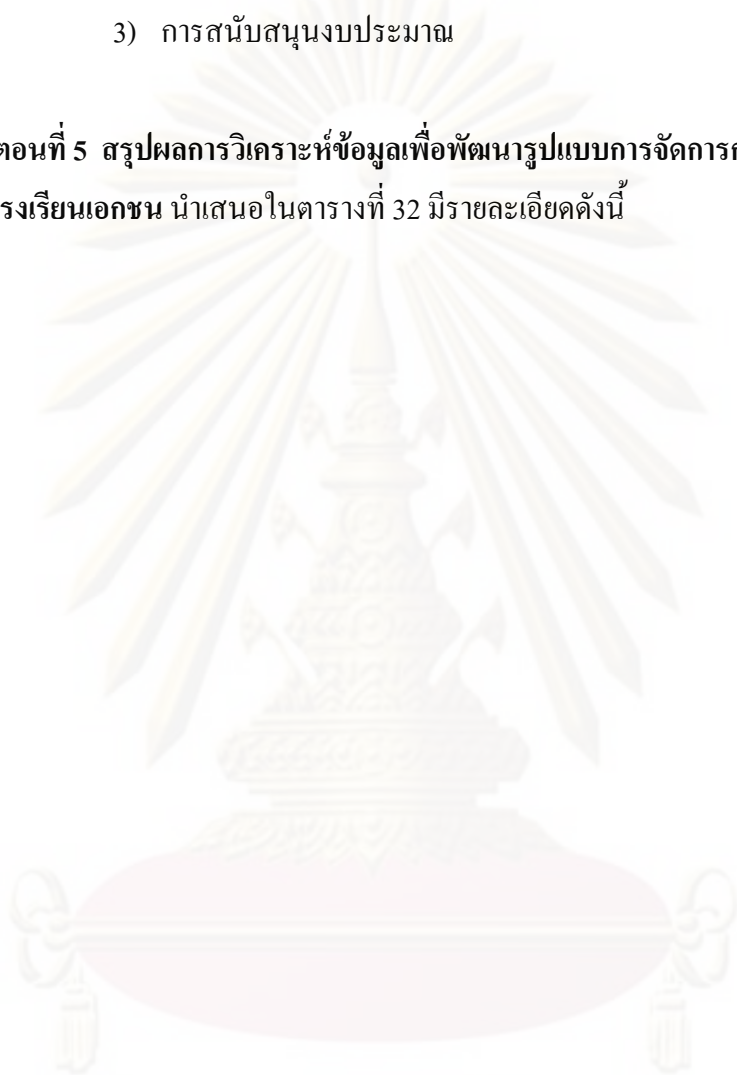 3) การสนับสนุนงบประมาณ
ตอนที่ 5 สรุปผลการวิเคราะห์ข้อมูลเพื่อพัฒนารูปแบบการจัดการ
รงเรียนเอกชน นำเสนอในตารางที่ 32 มีรายละเอียดดังนี้